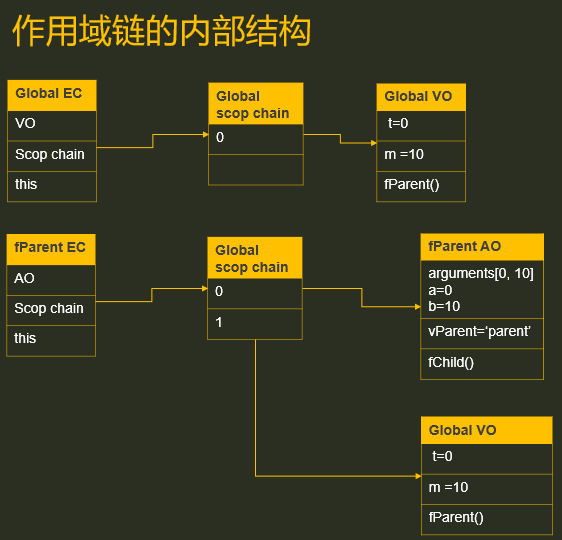 作用域链的内部结构
Global EC
VO
Scop chain
this
Global
scop chain
0
Global VO
t=0
m =10
fParent()
fParent EC
AO
Scop chain
this
Global
scop chain
0
1
fParent AO
arguments[0, 10]
a=0
b=10
vParent=‘parent’
fChild()
Global VO
t=0
m =10
fParent()